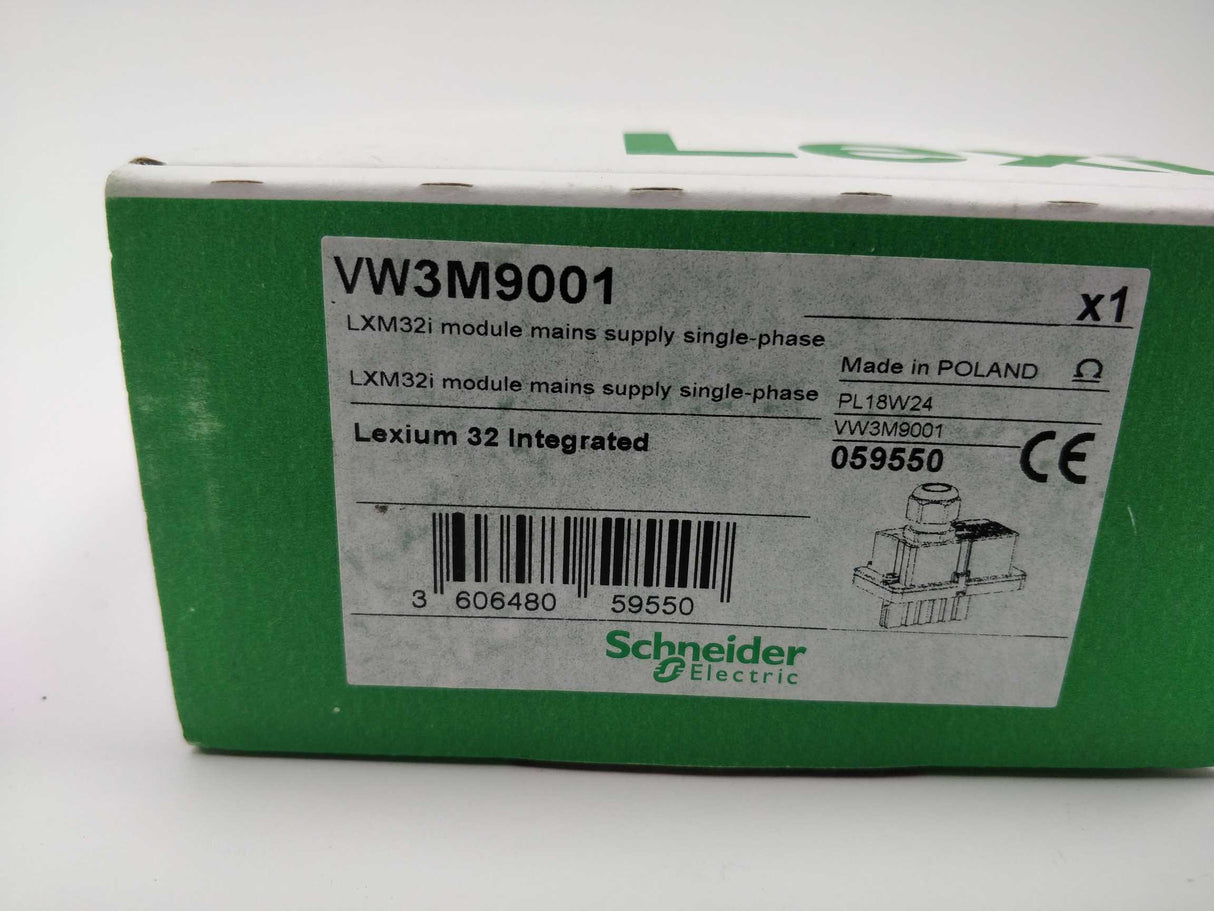 Lex
VW3M9001
x1
LXM32i module mains supply single-phase
Made in POLAND Ω
LXM32i module mains supply single-phase
PL18W24
VW3M9001
Lexium 32 Integrated
059550 CE
3 606480 59550
Schneider
Electric